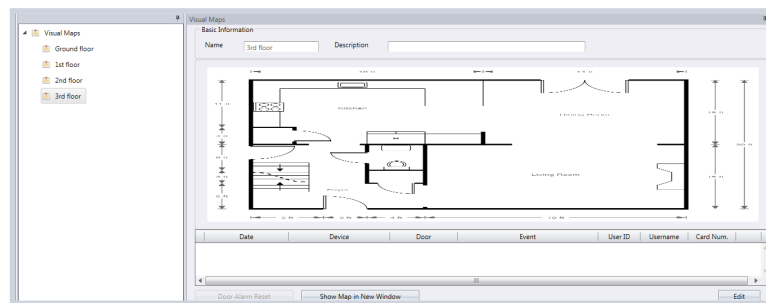 Visual Maps
Visual Maps
Basic Information
Ground floor
Name
3rd floor
Description
1st floor
2nd floor
3rd floor
Kitchen
Dining Room
Living Room
Date
Device
Door
Event
User ID
Username
Card Num.
Door Alarm Reset
Show Map in New Window
Edit